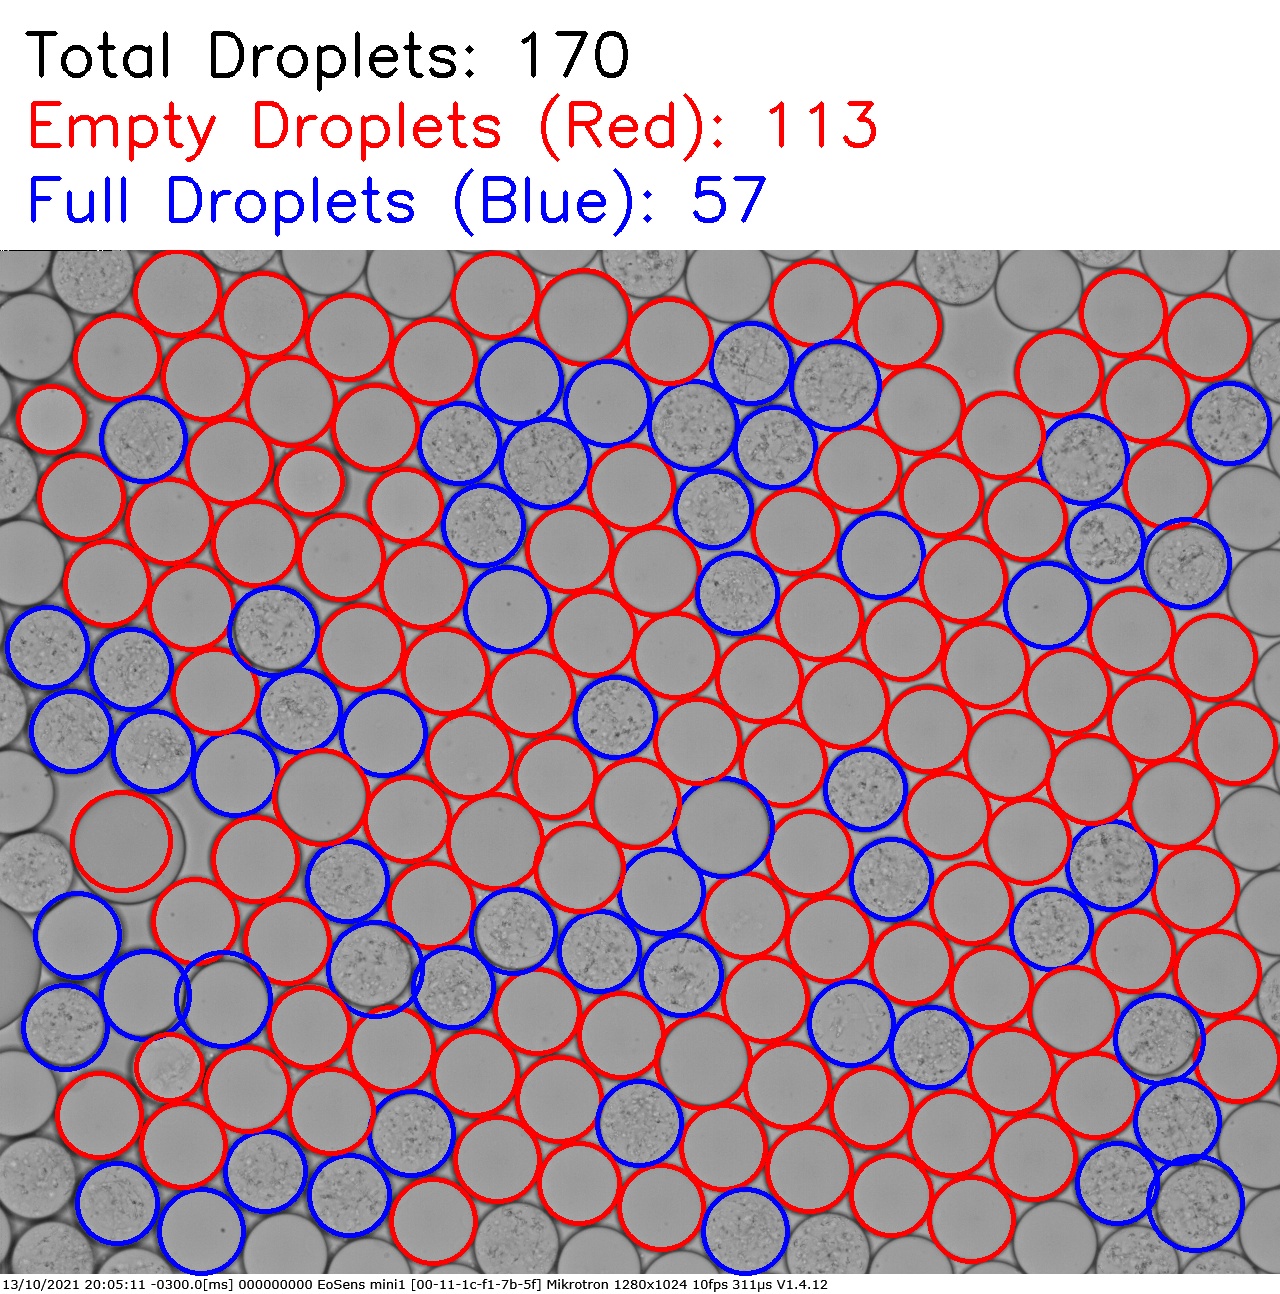 Total Droplets: 170
Empty Droplets (Red): 113
Full Droplets (Blue): 57
13/10/2021 20:05:11 -0300.0[ms] 000000000 EoSens mini1 [00-11-1c-f1-7b-5f] Mikrotron 1280x1024 10fps 311µs V1.4.12